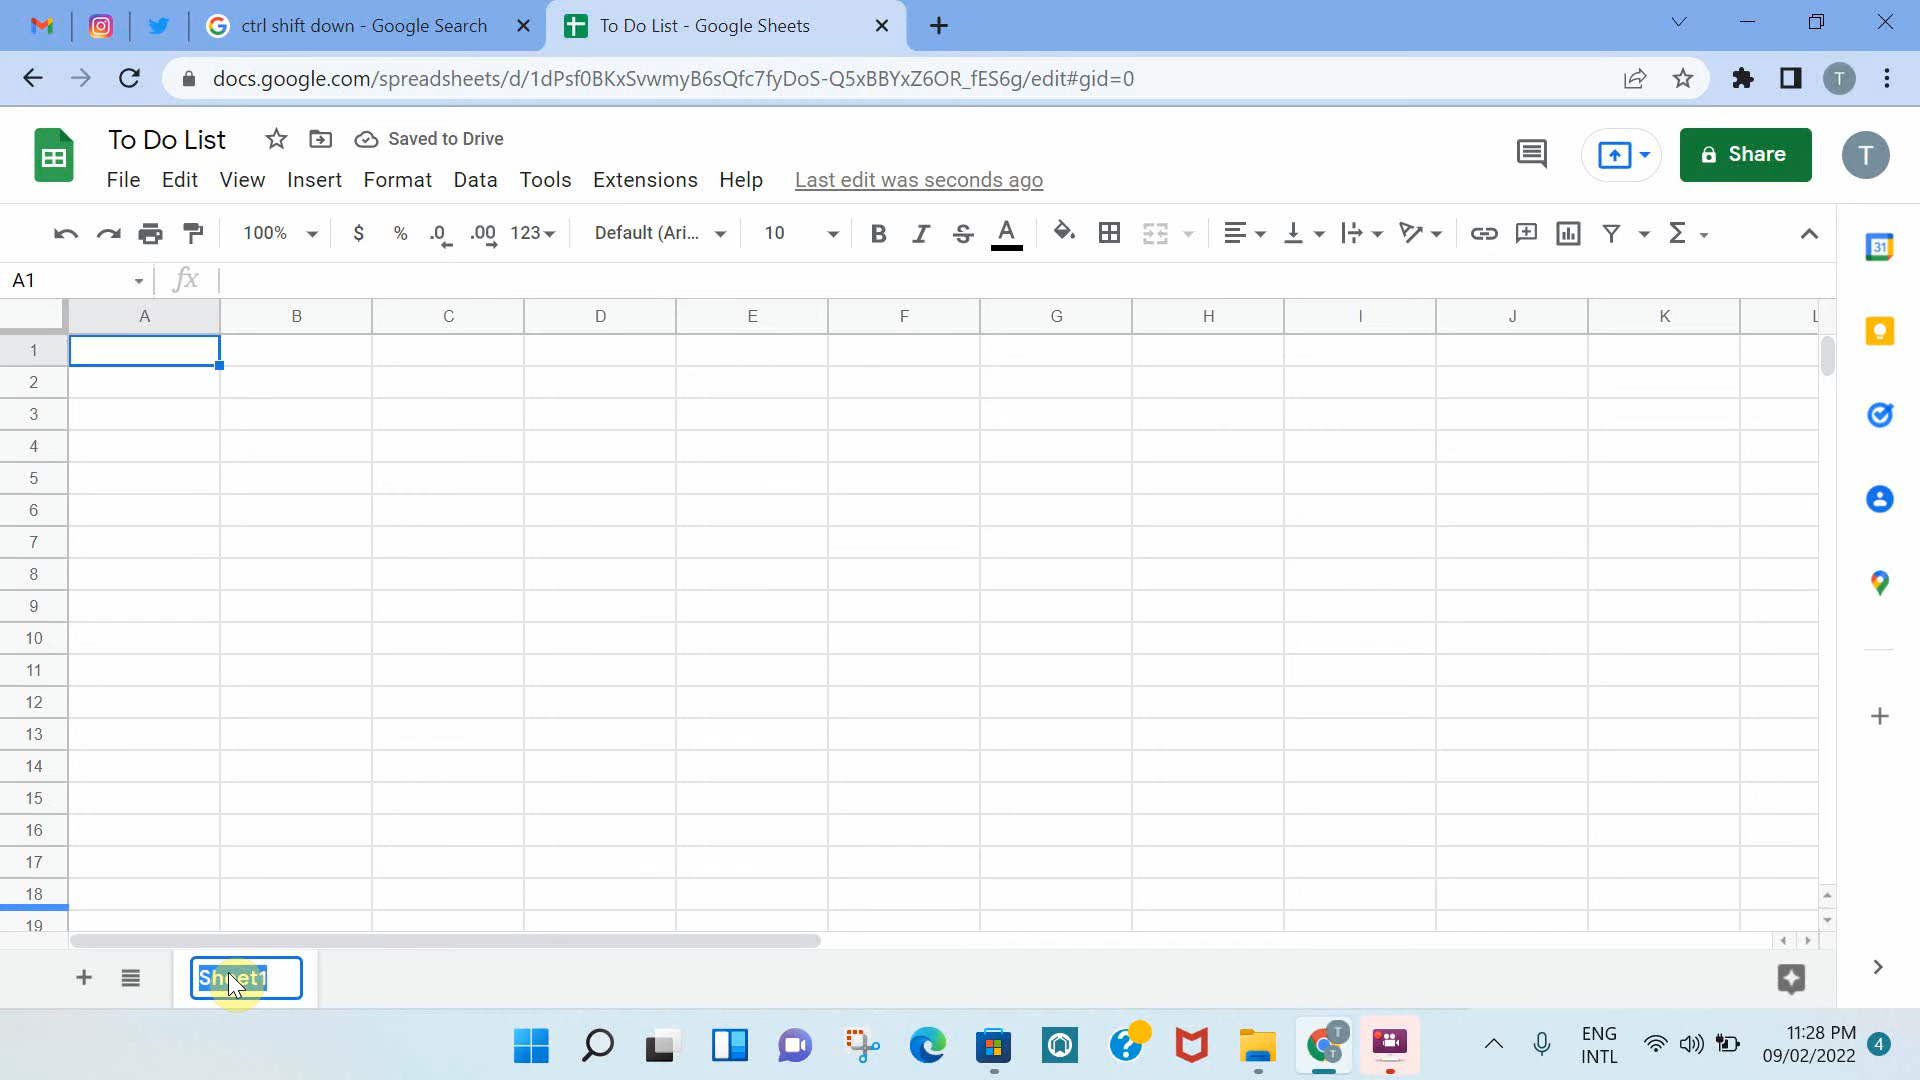 ctrl shift down - Google Search
To Do List - Google Sheets
docs.google.com/spreadsheets/d/1dPsf0BKxSvwmyB6sQfc7fyDoS-Q5xBBYxZ6OR_fES6g/edit#gid=0
T
To Do List
Saved to Drive
Share
T
File Edit View Insert Format Data Tools Extensions Help Last edit was seconds ago
100% $ % .0 .00 123 Default (Ari... 10 B I S A Σ
31
A1 fx
A B C D E F G H I J K L
1
2
3
4
5
6
7
8
9
10
11
12
13
14
15
16
17
18
19
Sheet1
T
T
ENG
INTL
11:28 PM
09/02/2022
4